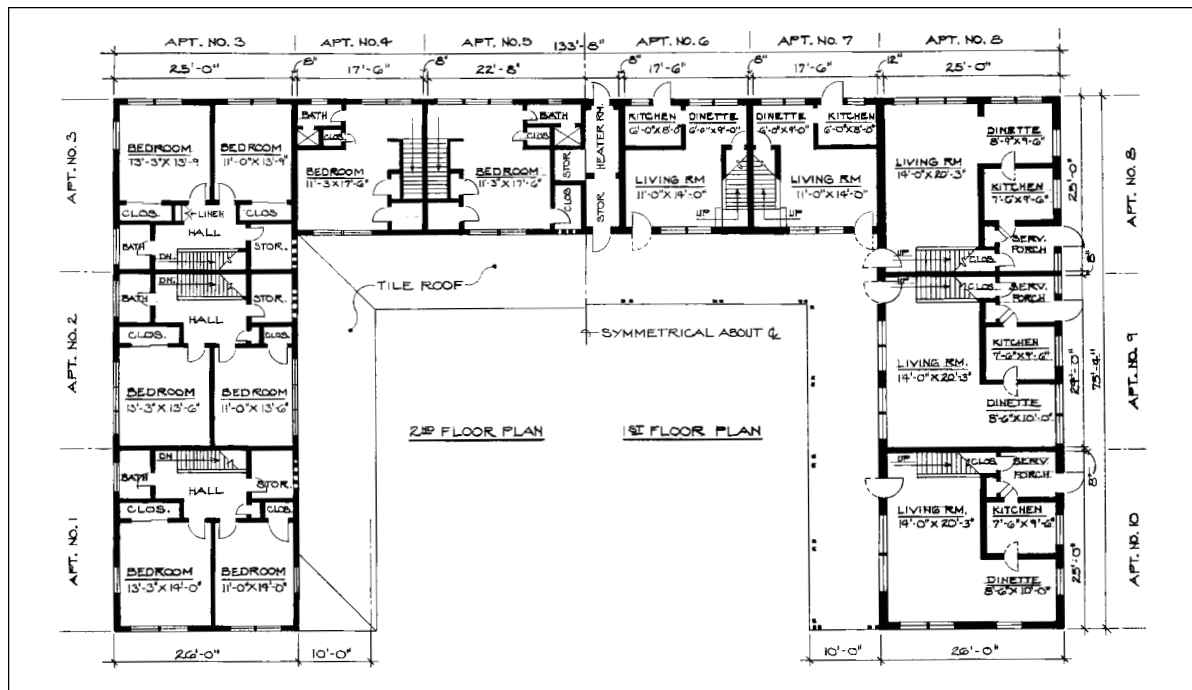 APT. NO. 3
APT. NO. 4
APT. NO. 5
133'-8"
APT. NO. 6
APT. NO. 7
APT. NO. 8
25'-0"
8"
17'-6"
8"
22'-8"
8"
17'-6"
8"
17'-6"
12"
25'-0"
APT. NO. 3
BEDROOM
13'-3" X 13'-9
BEDROOM
11'-0" X 13'-9"
CLOS.
LINEN
CLOS.
HALL
BATH
DN.
STOR.
BATH
CLOS
BEDROOM
11'-3 X 17'-6"
BATH
CLOS.
BEDROOM
11'-3" X 17'-6"
STOR
CLOS
HEATER RM.
STOR.
KITCHEN
6'-0" X 8'-0"
DINETTE
6'-6" X 9'-0"
LIVING RM
11'-0" X 14'-0"
UP
DINETTE
6'-0" X 9'-0"
KITCHEN
6'-0" X 8'-0"
LIVING RM
11'-0" X 14'-0"
UP
DINETTE
8'-9" X 9'-6"
LIVING RM
14'-0" X 20'-3"
KITCHEN
7'-6" X 9'-6"
SERV.
PORCH
UP
CLOS.
25'-0"
8"
APT. NO. 8
APT. NO. 2
DN.
BATH
STOR.
HALL
CLOS.
CLOS.
BEDROOM
13'-3" X 13'-6"
BEDROOM
11'-0" X 13'-6"
TILE ROOF
SYMMETRICAL ABOUT ℄
2ND FLOOR PLAN
1ST FLOOR PLAN
UP
CLOS.
SERV.
PORCH
KITCHEN
7'-6" X 9'-6"
LIVING RM.
14'-0" X 20'-3"
DINETTE
8'-6" X 10'-0"
24'-0"
75'-4"
APT. NO. 9
APT. NO. 1
DN.
BATH
HALL
STOR.
CLOS.
CLOS
BEDROOM
13'-3" X 14'-0"
BEDROOM
11'-0" X 14'-0"
UP
CLOS
SERV.
PORCH
8"
LIVING RM.
14'-0" X 20'-3"
KITCHEN
7'-6" X 9'-6"
DINETTE
8'-6" X 10'-0"
25'-0"
APT. NO. 10
26'-0"
10'-0"
10'-0"
26'-0"